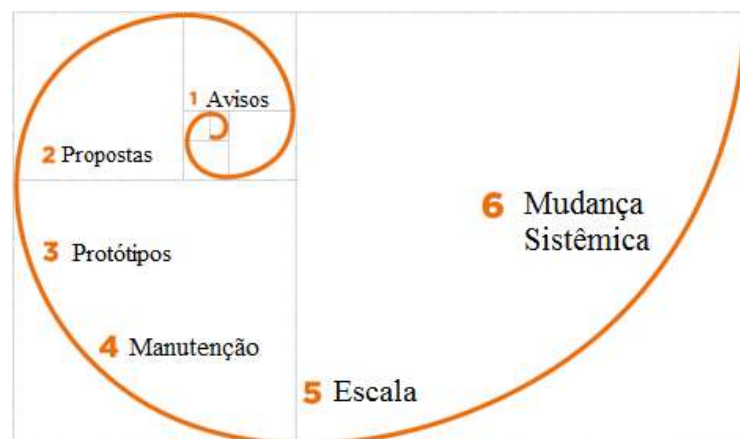 1 Avisos
2 Propostas
3 Protótipos
4 Manutenção
5 Escala
6 Mudança
Sistêmica